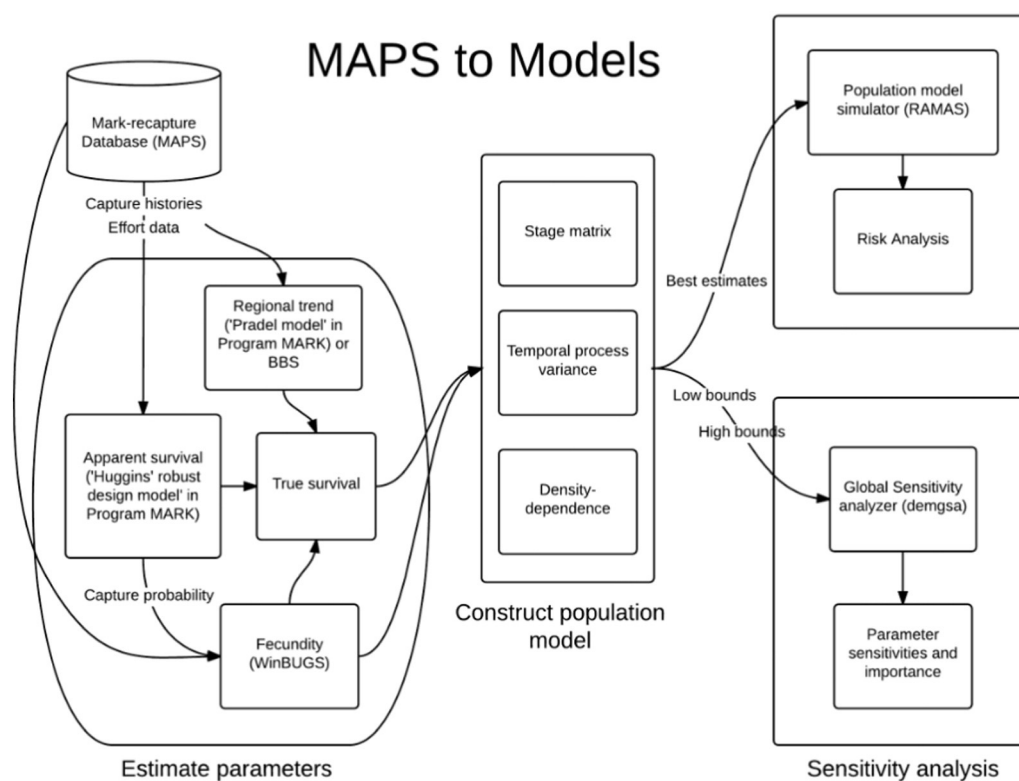 MAPS to Models
Mark-recapture
Database (MAPS)
Capture histories
Effort data
Regional trend
('Pradel model' in
Program MARK) or
BBS
Apparent survival
('Huggins' robust
design model' in
Program MARK)
True survival
Capture probability
Fecundity
(WinBUGS)
Estimate parameters
Stage matrix
Temporal process
variance
Density-
dependence
Construct population
model
Best estimates
Low bounds
High bounds
Population model
simulator (RAMAS)
Risk Analysis
Global Sensitivity
analyzer (demgsa)
Parameter
sensitivities and
importance
Sensitivity analysis